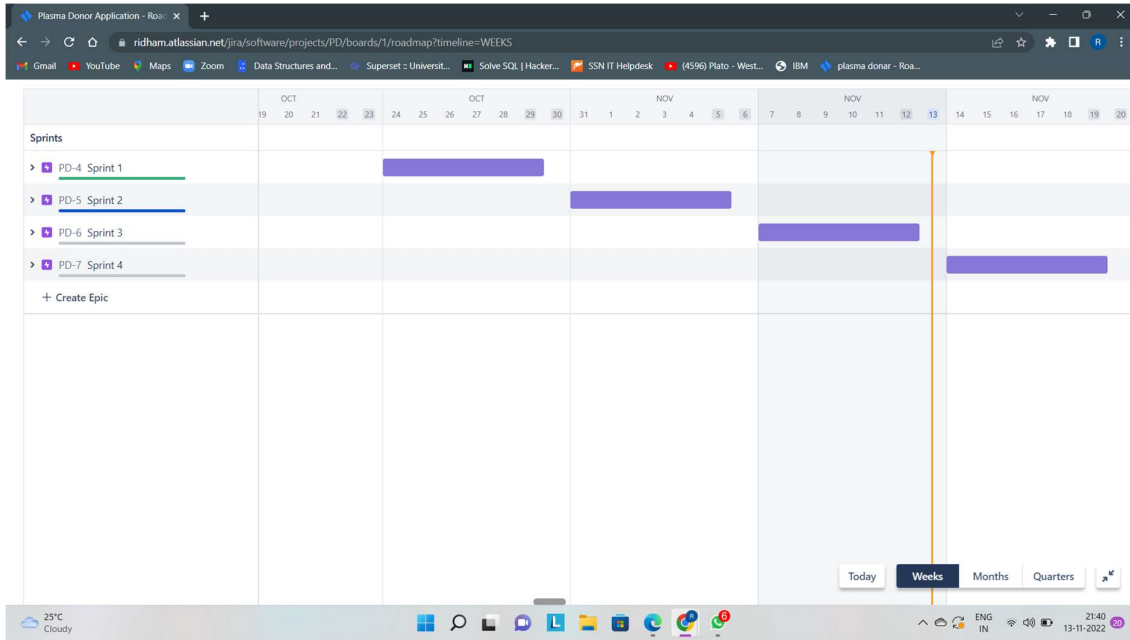 Plasma Donor Application - Roa
ridham.atlassian.net/jira/software/projects/PD/boards/1/roadmap?timeline=WEEKS
R
Gmail YouTube Maps Zoom Data Structures and... Superset :: Universit... Solve SQL | Hacker... SSN IT Helpdesk (4596) Plato - West... IBM plasma donar - Roa...
OCT OCT NOV NOV NOV
19 20 21 22 23 24 25 26 27 28 29 30 31 1 2 3 4 5 6 7 8 9 10 11 12 13 14 15 16 17 18 19 20
Sprints
PD-4 Sprint 1
PD-5 Sprint 2
PD-6 Sprint 3
PD-7 Sprint 4
+ Create Epic
Today Weeks Months Quarters
25°C
Cloudy
L
R
6
ENG
IN
21:40
13-11-2022
20